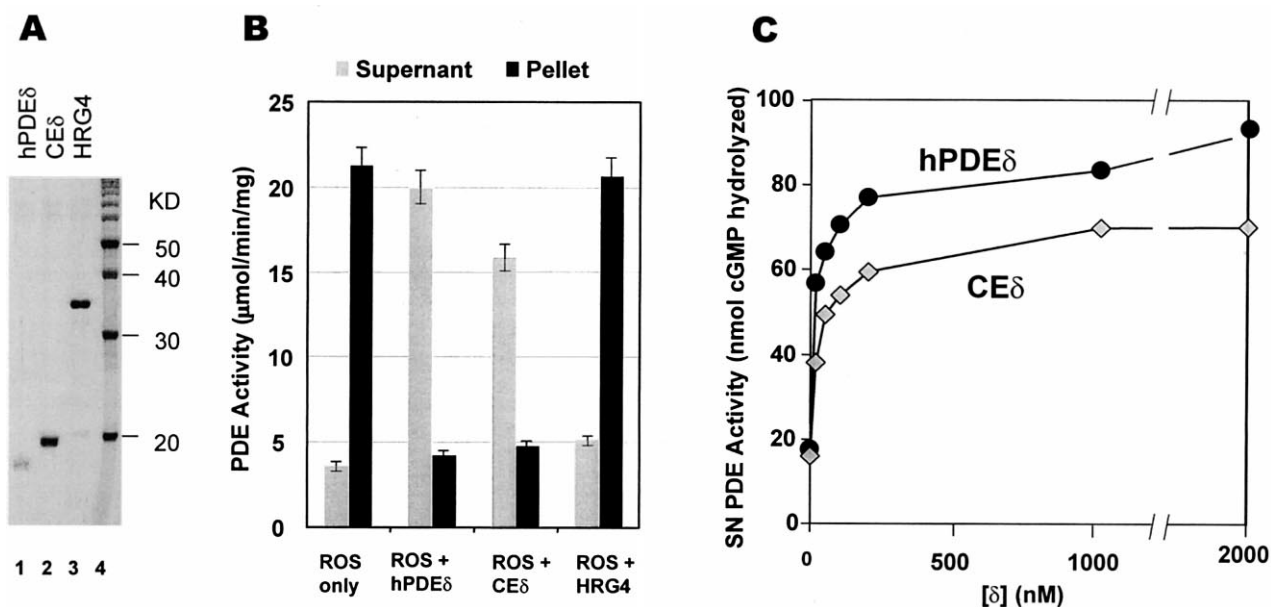 A
hPDEδ
CEδ
HRG4
KD
50
40
30
20
1 2 3 4
B
Supernant Pellet
PDE Activity (μmol/min/mg)
25
20
15
10
5
0
ROS
only
ROS +
hPDEδ
ROS +
CEδ
ROS +
HRG4
C
SN PDE Activity (nmol cGMP hydrolyzed)
100
80
60
40
20
0
hPDEδ
CEδ
0 500 1000 2000
[δ] (nM)